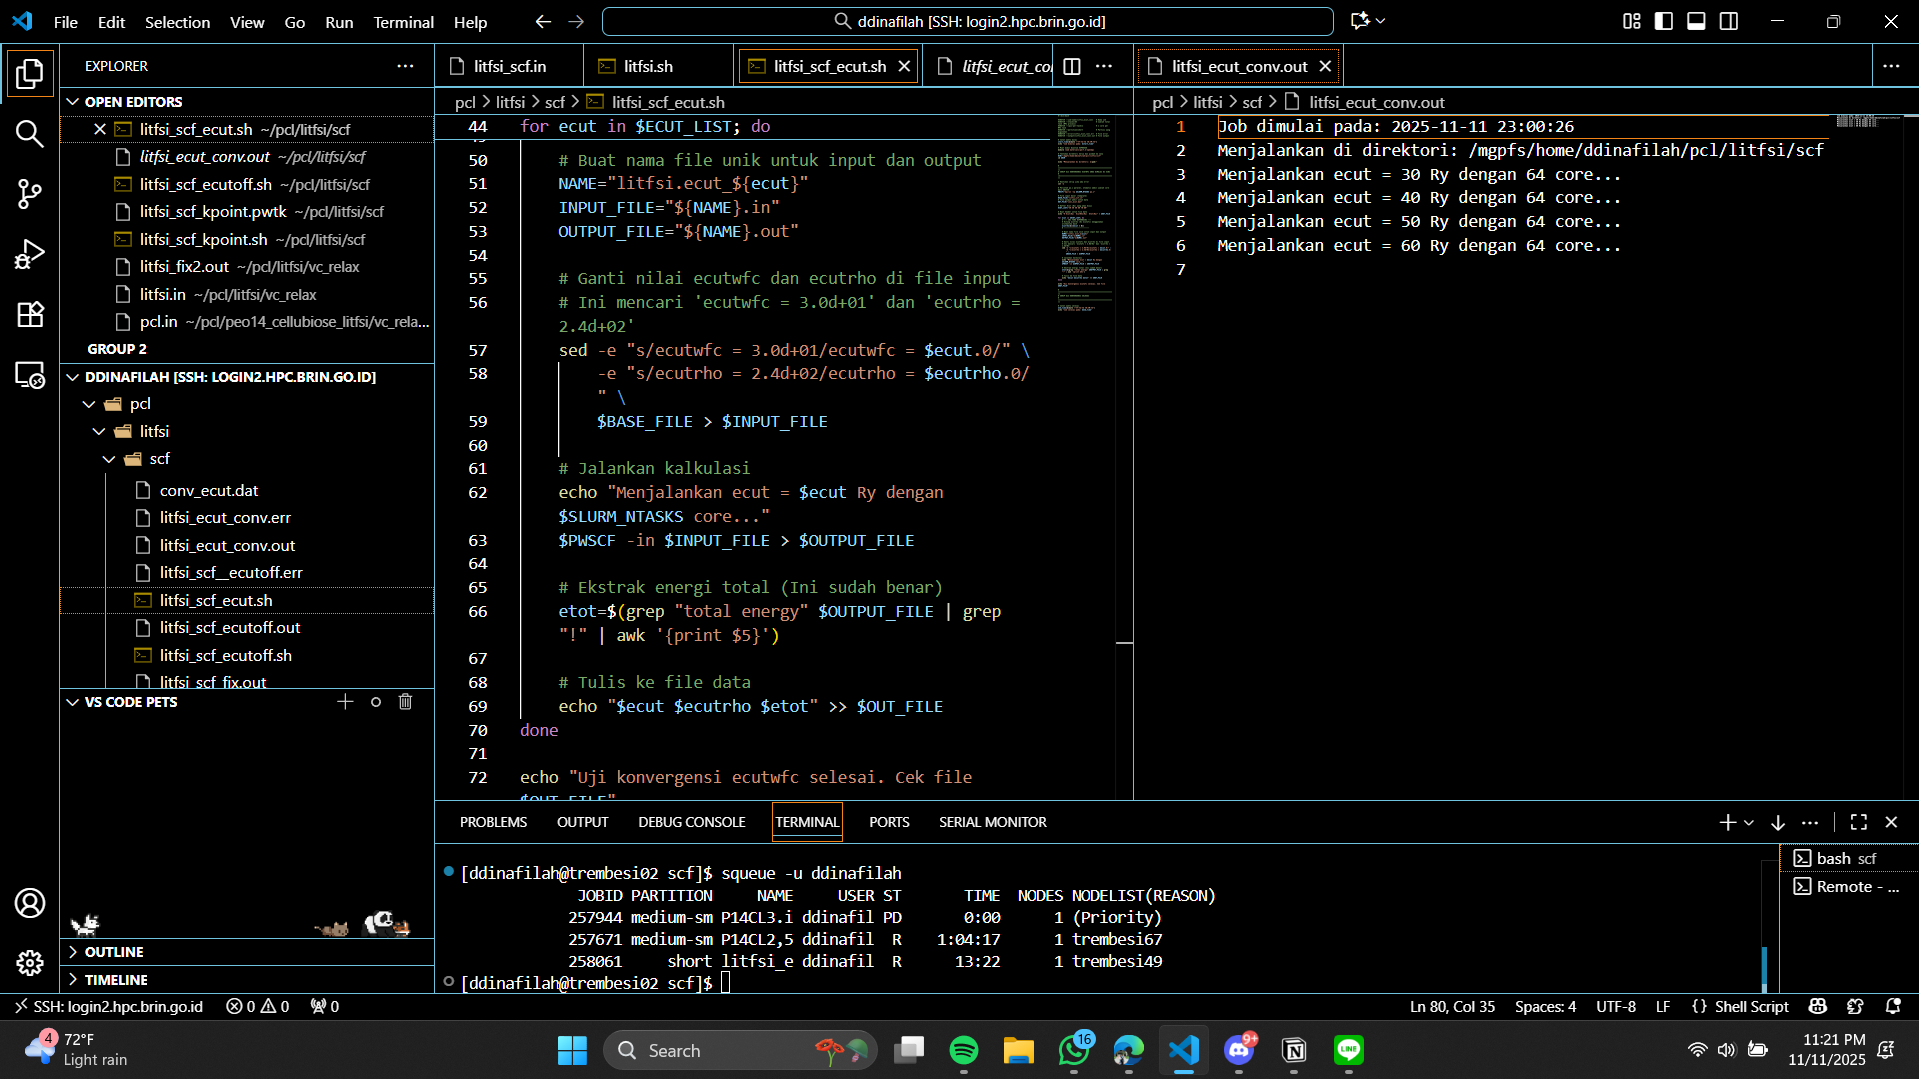 File Edit Selection View Go Run Terminal Help
ddinafilah [SSH: login2.hpc.brin.go.id]
EXPLORER
OPEN EDITORS
litfsi_scf_ecut.sh ~/pcl/litfsi/scf
litfsi_ecut_conv.out ~/pcl/litfsi/scf
litfsi_scf_ecutoff.sh ~/pcl/litfsi/scf
litfsi_scf_kpoint.pwtk ~/pcl/litfsi/scf
litfsi_scf_kpoint.sh ~/pcl/litfsi/scf
litfsi_fix2.out ~/pcl/litfsi/vc_relax
litfsi.in ~/pcl/litfsi/vc_relax
pcl.in ~/pcl/peo14_cellubiose_litfsi/vc_rela...
GROUP 2
DDINAFILAH [SSH: LOGIN2.HPC.BRIN.GO.ID]
pcl
litfsi
scf
conv_ecut.dat
litfsi_ecut_conv.err
litfsi_ecut_conv.out
litfsi_scf__ecutoff.err
litfsi_scf_ecut.sh
litfsi_scf_ecutoff.out
litfsi_scf_ecutoff.sh
litfsi_scf_fix.out
VS CODE PETS
OUTLINE
TIMELINE
litfsi_scf.in litfsi.sh litfsi_scf_ecut.sh litfsi_ecut_co
pcl > litfsi > scf > litfsi_scf_ecut.sh
44 for ecut in $ECUT_LIST; do
50 # Buat nama file unik untuk input dan output
51 NAME="litfsi.ecut_${ecut}"
52 INPUT_FILE="${NAME}.in"
53 OUTPUT_FILE="${NAME}.out"
54
55 # Ganti nilai ecutwfc dan ecutrho di file input
56 # Ini mencari 'ecutwfc = 3.0d+01' dan 'ecutrho =
2.4d+02'
57 sed -e "s/ecutwfc = 3.0d+01/ecutwfc = $ecut.0/" \
58 -e "s/ecutrho = 2.4d+02/ecutrho = $ecutrho.0/
" \
59 $BASE_FILE > $INPUT_FILE
60
61 # Jalankan kalkulasi
62 echo "Menjalankan ecut = $ecut Ry dengan
$SLURM_NTASKS core..."
63 $PWSCF -in $INPUT_FILE > $OUTPUT_FILE
64
65 # Ekstrak energi total (Ini sudah benar)
66 etot=$(grep "total energy" $OUTPUT_FILE | grep
"!" | awk '{print $5}')
67
68 # Tulis ke file data
69 echo "$ecut $ecutrho $etot" >> $OUT_FILE
70 done
71
72 echo "Uji konvergensi ecutwfc selesai. Cek file
$OUT_FILE"
litfsi_ecut_conv.out
pcl > litfsi > scf > litfsi_ecut_conv.out
1 Job dimulai pada: 2025-11-11 23:00:26
2 Menjalankan di direktori: /mgpfs/home/ddinafilah/pcl/litfsi/scf
3 Menjalankan ecut = 30 Ry dengan 64 core...
4 Menjalankan ecut = 40 Ry dengan 64 core...
5 Menjalankan ecut = 50 Ry dengan 64 core...
6 Menjalankan ecut = 60 Ry dengan 64 core...
7
PROBLEMS OUTPUT DEBUG CONSOLE TERMINAL PORTS SERIAL MONITOR
[ddinafilah@trembesi02 scf]$ squeue -u ddinafilah
JOBID PARTITION NAME USER ST TIME NODES NODELIST(REASON)
257944 medium-sm P14CL3.i ddinafil PD 0:00 1 (Priority)
257671 medium-sm P14CL2,5 ddinafil R 1:04:17 1 trembesi67
258061 short litfsi_e ddinafil R 13:22 1 trembesi49
[ddinafilah@trembesi02 scf]$
bash scf
Remote - ...
SSH: login2.hpc.brin.go.id 0 0 0
Ln 80, Col 35 Spaces: 4 UTF-8 LF {} Shell Script
4
72°F
Light rain
Search
16
9+
LINE
11:21 PM
11/11/2025